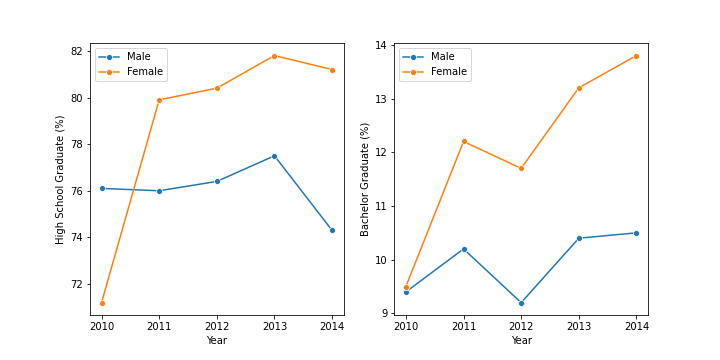 Male
Female
High School Graduate (%)
82
80
78
76
74
72
2010 2011 2012 2013 2014
Year
Male
Female
Bachelor Graduate (%)
14
13
12
11
10
9
2010 2011 2012 2013 2014
Year